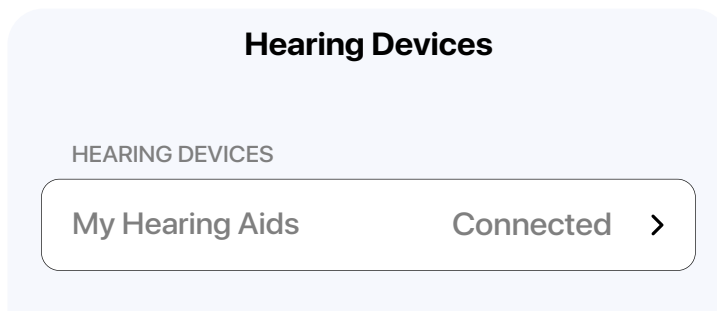 Hearing Devices
HEARING DEVICES
My Hearing Aids Connected